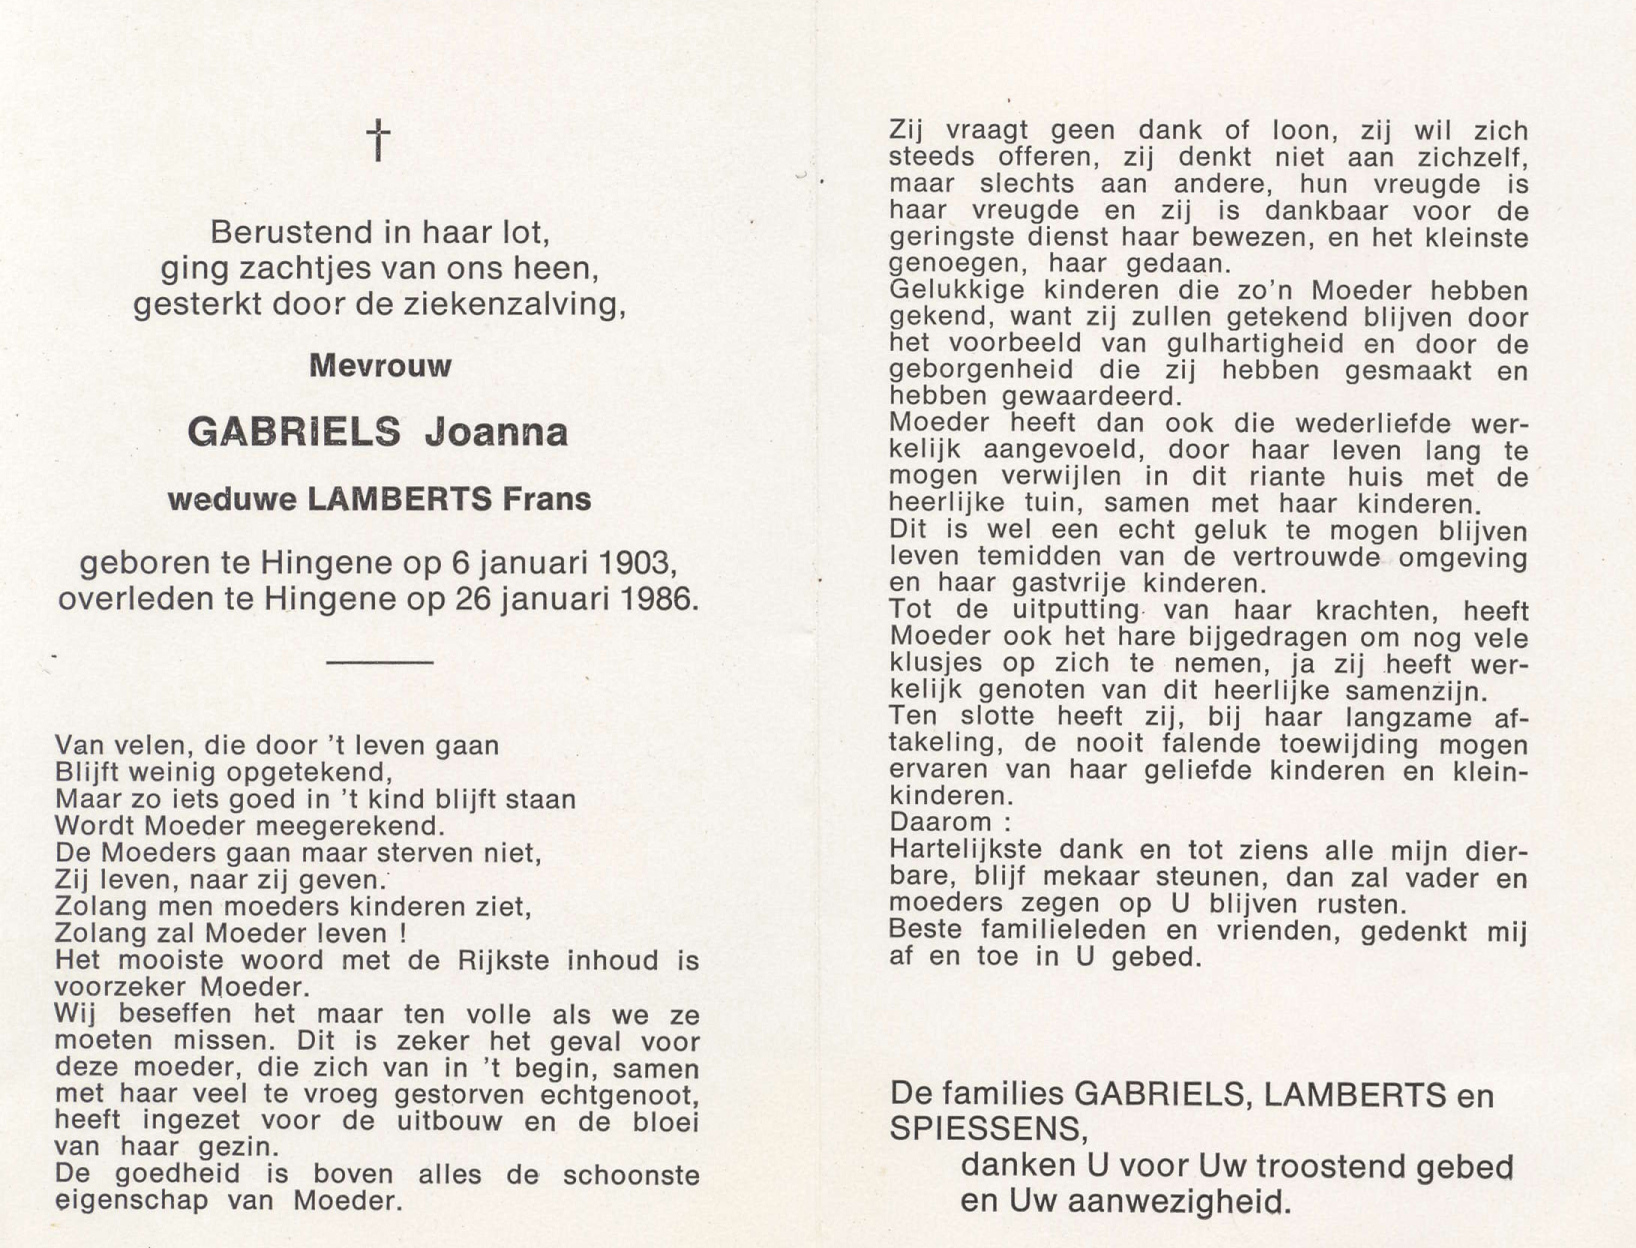 †
Berustend in haar lot,
ging zachtjes van ons heen,
gesterkt door de ziekenzalving,
Mevrouw
GABRIELS Joanna
weduwe LAMBERTS Frans
geboren te Hingene op 6 januari 1903,
overleden te Hingene op 26 januari 1986.
Van velen, die door 't leven gaan
Blijft weinig opgetekend,
Maar zo iets goed in 't kind blijft staan
Wordt Moeder meegerekend.
De Moeders gaan maar sterven niet,
Zij leven, naar zij geven.
Zolang men moeders kinderen ziet,
Zolang zal Moeder leven !
Het mooiste woord met de Rijkste inhoud is
voorzeker Moeder.
Wij beseffen het maar ten volle als we ze
moeten missen. Dit is zeker het geval voor
deze moeder, die zich van in 't begin, samen
met haar veel te vroeg gestorven echtgenoot,
heeft ingezet voor de uitbouw en de bloei
van haar gezin.
De goedheid is boven alles de schoonste
eigenschap van Moeder.
Zij vraagt geen dank of loon, zij wil zich
steeds offeren, zij denkt niet aan zichzelf,
maar slechts aan andere, hun vreugde is
haar vreugde en zij is dankbaar voor de
geringste dienst haar bewezen, en het kleinste
genoegen, haar gedaan.
Gelukkige kinderen die zo'n Moeder hebben
gekend, want zij zullen getekend blijven door
het voorbeeld van gulhartigheid en door de
geborgenheid die zij hebben gesmaakt en
hebben gewaardeerd.
Moeder heeft dan ook die wederliefde wer-
kelijk aangevoeld, door haar leven lang te
mogen verwijlen in dit riante huis met de
heerlijke tuin, samen met haar kinderen.
Dit is wel een echt geluk te mogen blijven
leven temidden van de vertrouwde omgeving
en haar gastvrije kinderen.
Tot de uitputting van haar krachten, heeft
Moeder ook het hare bijgedragen om nog vele
klusjes op zich te nemen, ja zij heeft wer-
kelijk genoten van dit heerlijke samenzijn.
Ten slotte heeft zij, bij haar langzame af-
takeling, de nooit falende toewijding mogen
ervaren van haar geliefde kinderen en klein-
kinderen.
Daarom :
Hartelijkste dank en tot ziens alle mijn dier-
bare, blijf mekaar steunen, dan zal vader en
moeders zegen op U blijven rusten.
Beste familieleden en vrienden, gedenkt mij
af en toe in U gebed.
De families GABRIELS, LAMBERTS en
SPIESSENS,
danken U voor Uw troostend gebed
en Uw aanwezigheid.